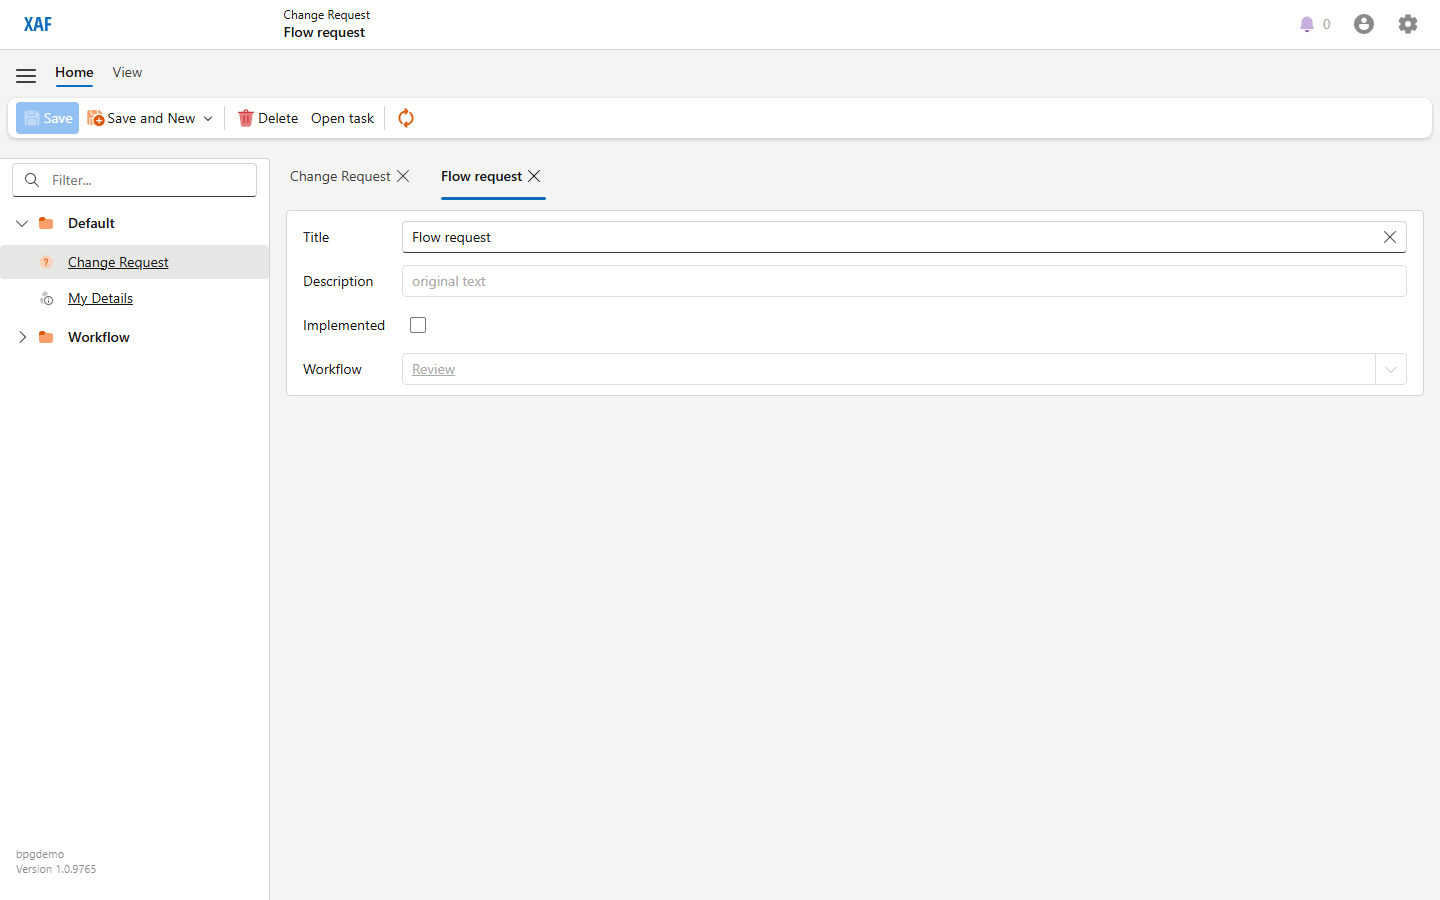 XAF
Change Request
Flow request
0
Home
View
Save
Save and New
Delete
Open task
Filter...
Default
Change Request
My Details
Workflow
Change Request
Flow request
Title
Flow request
Description
original text
Implemented
Workflow
Review
bpgdemo
Version 1.0.9765